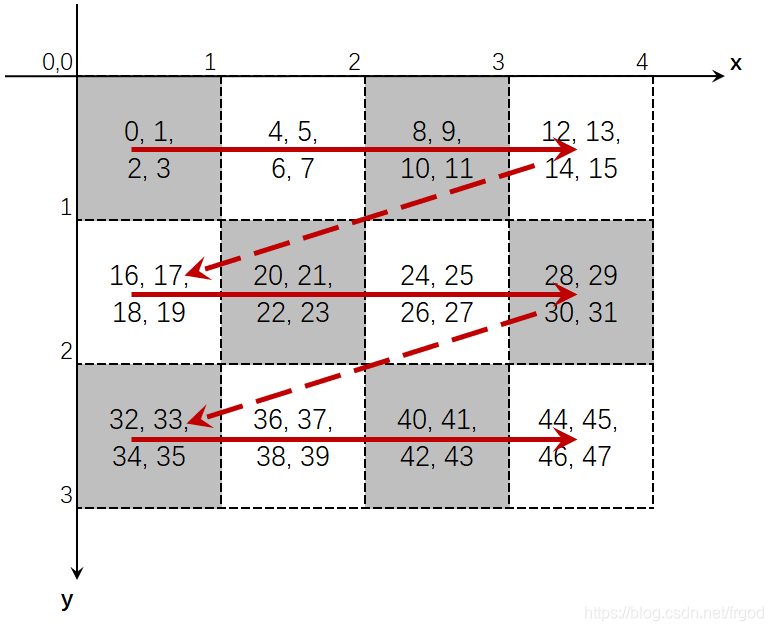 0,0 1 2 3 4 x
0, 1, 4, 5, 8, 9, 12, 13,
2, 3 6, 7 10, 11 14, 15
1
16, 17, 20, 21, 24, 25 28, 29
18, 19 22, 23 26, 27 30, 31
2
32, 33, 36, 37, 40, 41, 44, 45,
34, 35 38, 39 42, 43 46, 47
3
y
https://blog.csdn.net/frgod